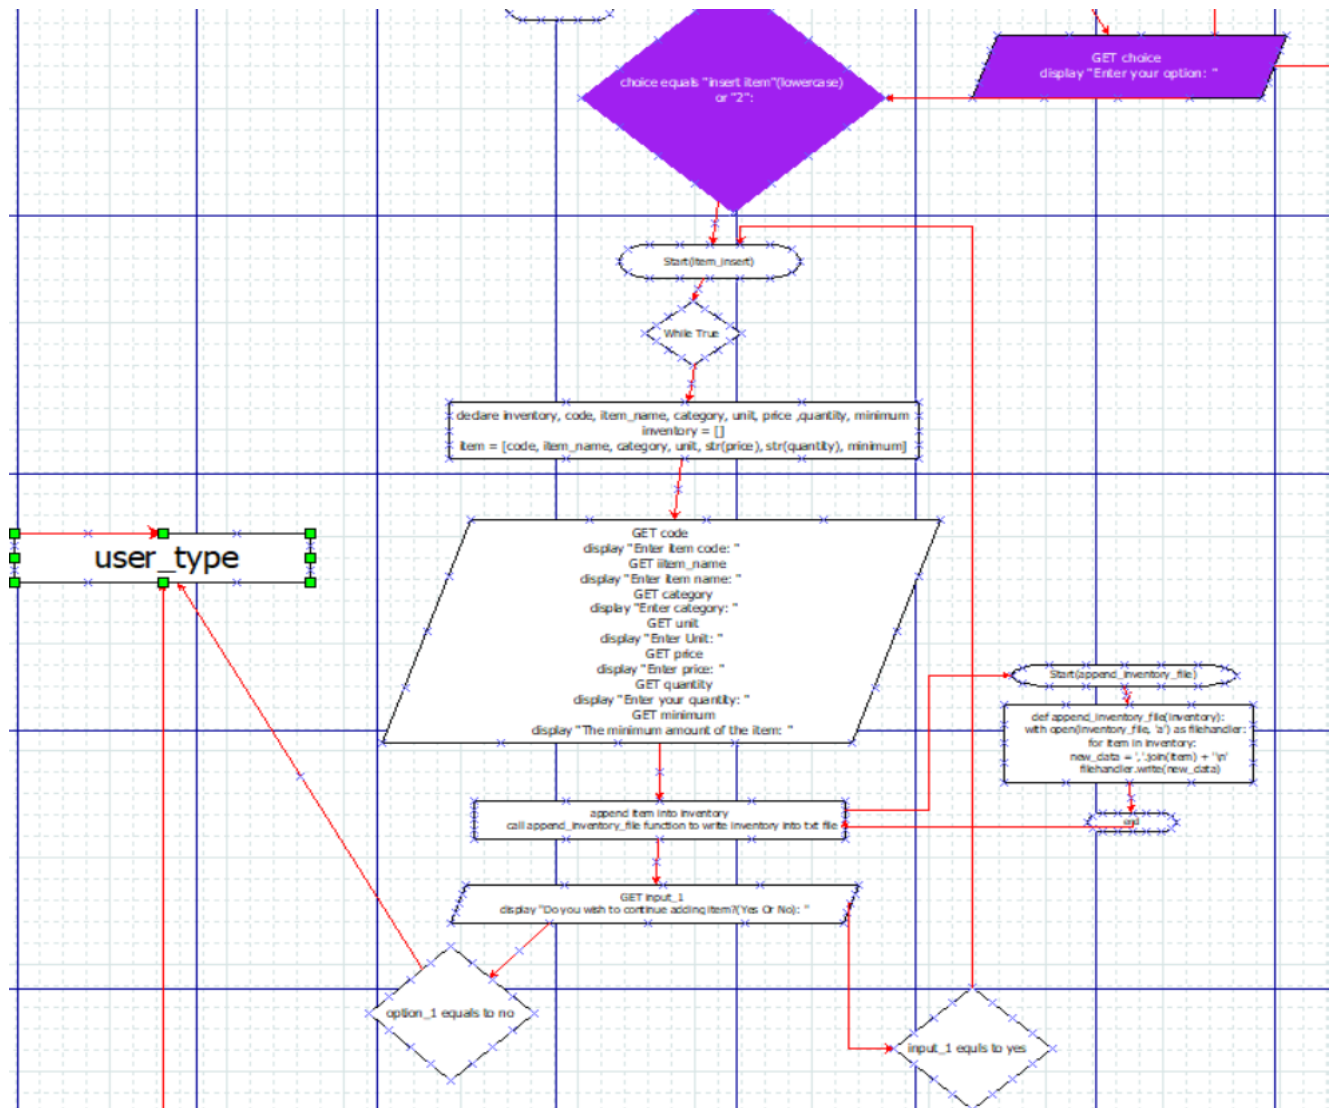 GET choice
display "Enter your option: "
choice equals "insert item"(lowercase)
or "2":
Start(item_insert)
While True
declare inventory, code, item_name, category, unit, price ,quantity, minimum
inventory = []
item = [code, item_name, category, unit, str(price), str(quantity), minimum]
user_type
GET code
display "Enter item code: "
GET iitem_name
display "Enter item name: "
GET category
display "Enter category: "
GET unit
display "Enter Unit: "
GET price
display "Enter price: "
GET quantity
display "Enter your quantity: "
GET minimum
display "The minimum amount of the item: "
Start(append_inventory_file)
def append_inventory_file(inventory):
with open(inventory_file, 'a') as filehandler:
for item in inventory:
new_data = ','.join(item) + "\n'
filehandler.write(new_data)
end
append item into inventory
call append_inventory_file function to write inventory into txt file
GET input_1
display "Do you wish to continue adding item?(Yes Or No): "
option_1 equals to no
input_1 equls to yes